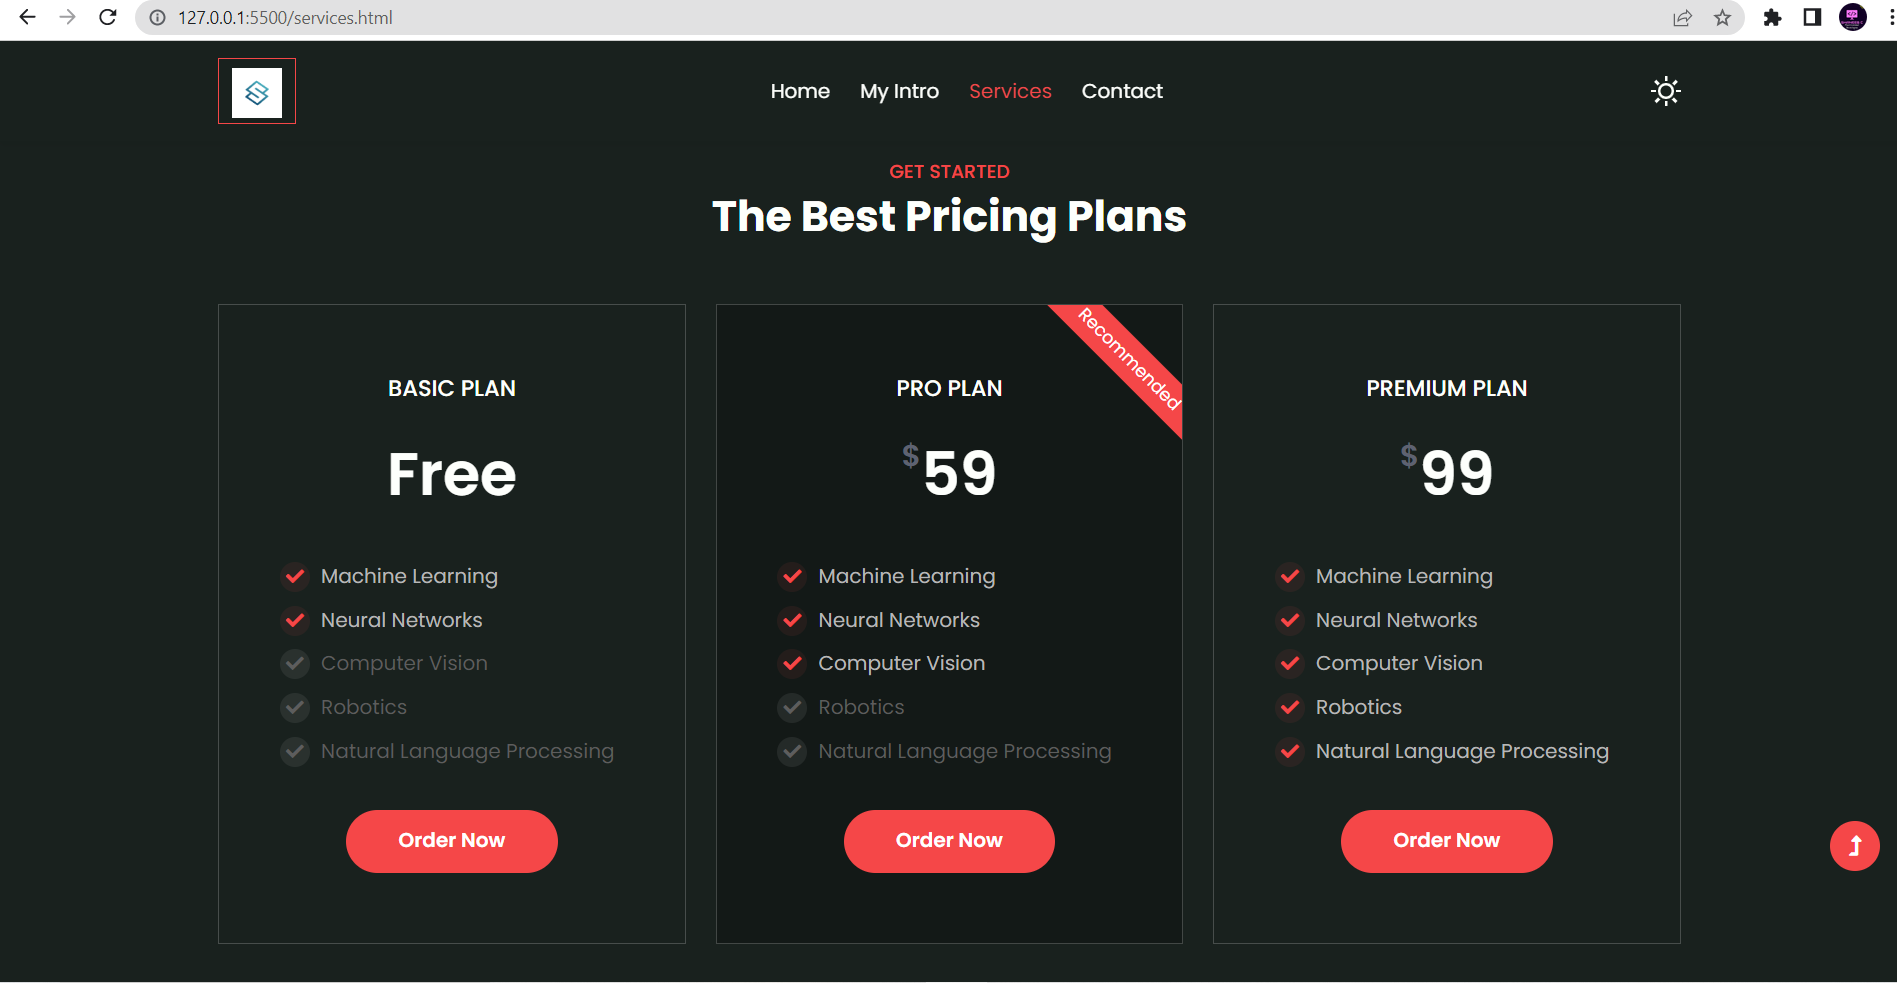 127.0.0.1:5500/services.html
Home My Intro Services Contact
GET STARTED
The Best Pricing Plans
BASIC PLAN
Free
Machine Learning
Neural Networks
Computer Vision
Robotics
Natural Language Processing
Order Now
Recommended
PRO PLAN
$59
Machine Learning
Neural Networks
Computer Vision
Robotics
Natural Language Processing
Order Now
PREMIUM PLAN
$99
Machine Learning
Neural Networks
Computer Vision
Robotics
Natural Language Processing
Order Now